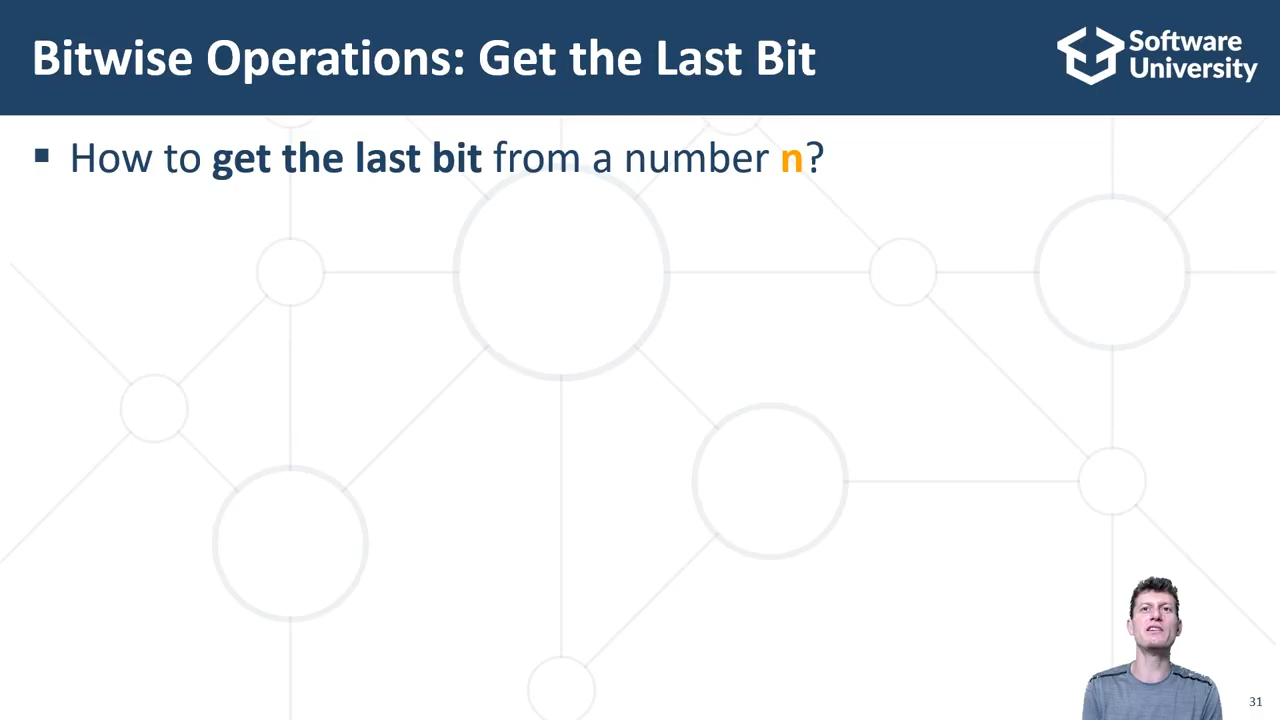 Bitwise Operations: Get the Last Bit
Software
University
▪ How to get the last bit from a number n?
31